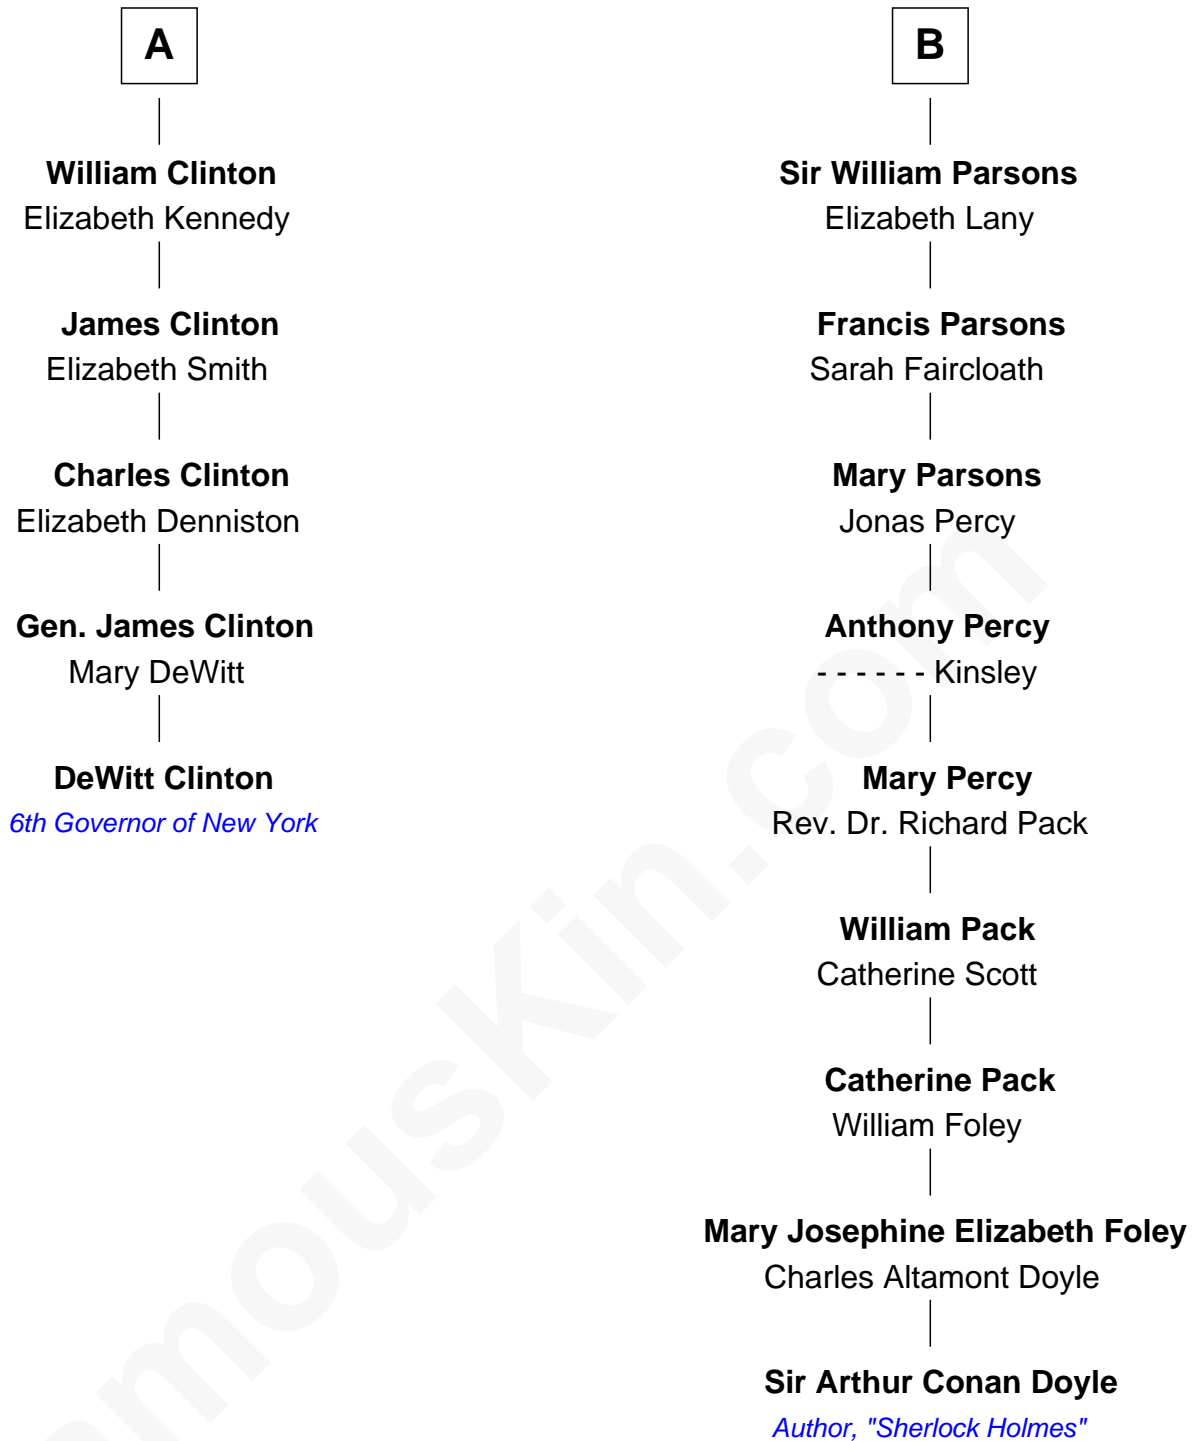 A
William Clinton
Elizabeth Kennedy
James Clinton
Elizabeth Smith
Charles Clinton
Elizabeth Denniston
Gen. James Clinton
Mary DeWitt
DeWitt Clinton
6th Governor of New York
B
Sir William Parsons
Elizabeth Lany
Francis Parsons
Sarah Faircloath
Mary Parsons
Jonas Percy
Anthony Percy
- - - - - - Kinsley
Mary Percy
Rev. Dr. Richard Pack
William Pack
Catherine Scott
Catherine Pack
William Foley
Mary Josephine Elizabeth Foley
Charles Altamont Doyle
Sir Arthur Conan Doyle
Author, "Sherlock Holmes"
amousKin.com